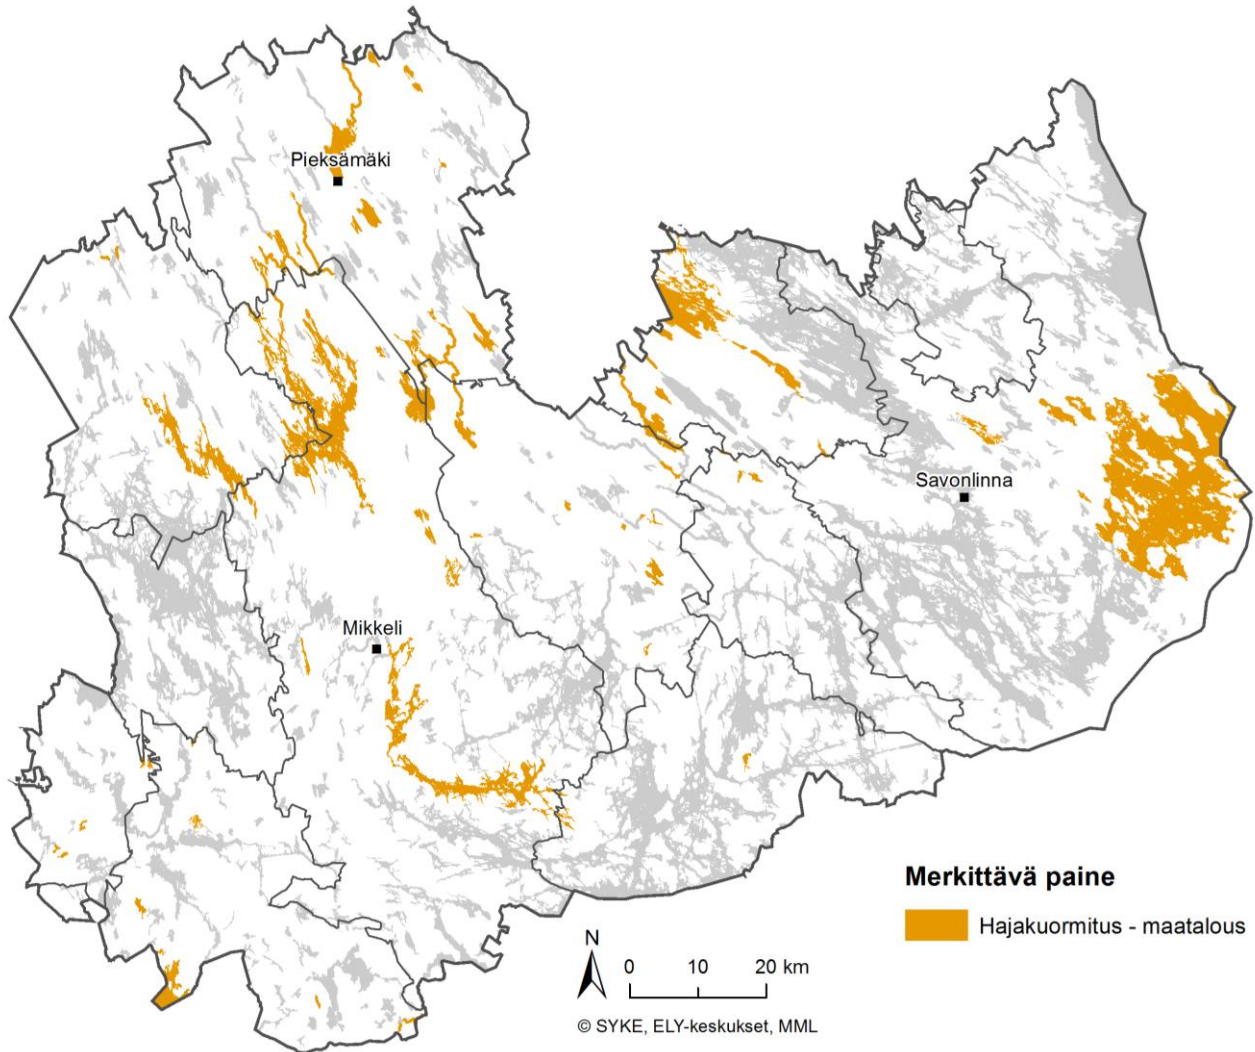 Pieksämäki
Savonlinna
Mikkeli
Merkittävä paine
Hajakuormitus - maatalous
N
0 10 20 km
© SYKE, ELY-keskukset, MML